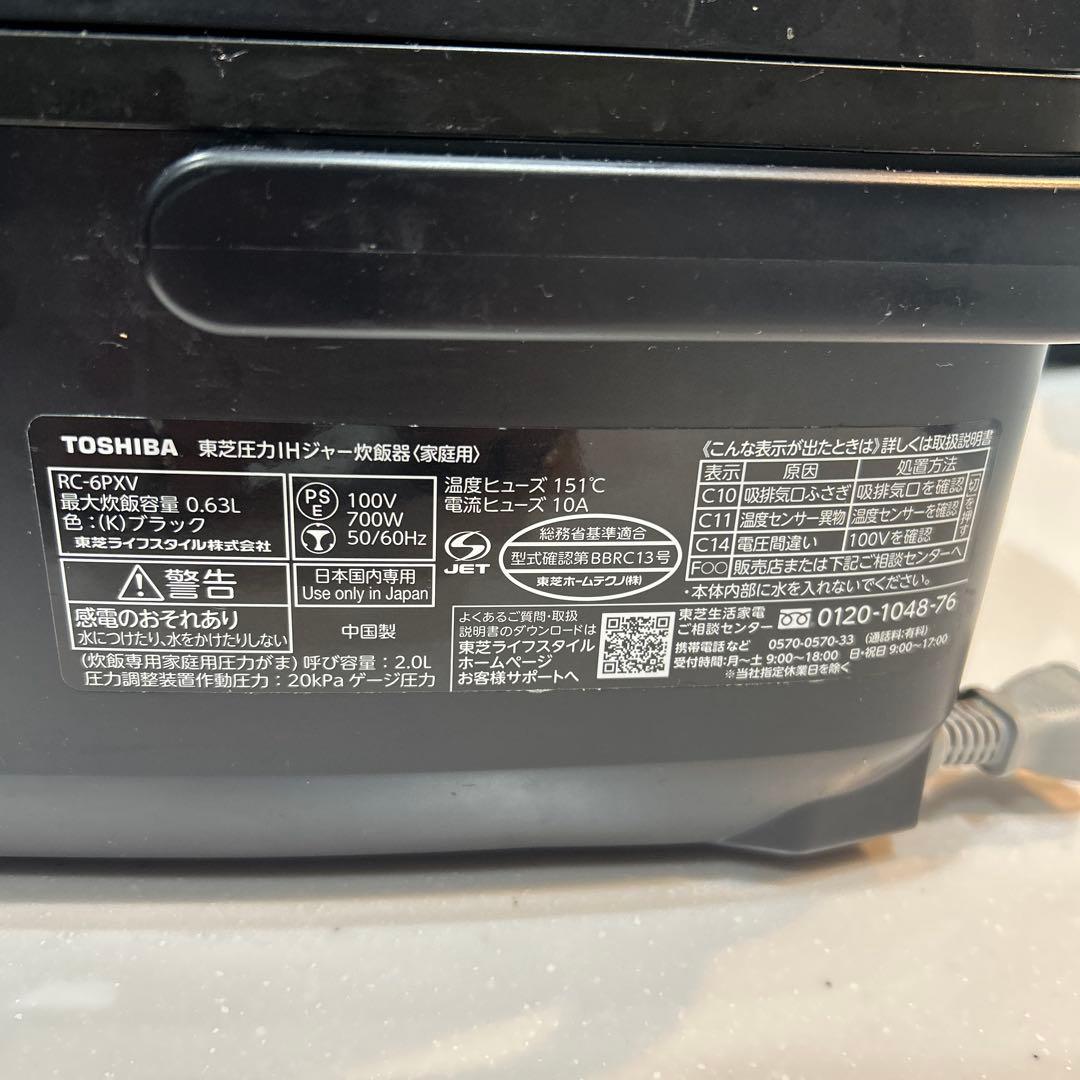 TOSHIBA 東芝圧力IHジャー炊飯器〈家庭用〉
RC-6PXV
最大炊飯容量 0.63L
色:(K)ブラック
東芝ライフスタイル株式会社
PS
E
100V
700W
50/60Hz
温度ヒューズ 151℃
電流ヒューズ 10A
JET
総務省基準適合
型式確認第BBRC13号
東芝ホームテクノ(株)
警告
感電のおそれあり
水につけたり、水をかけたりしない
日本国内専用
Use only in Japan
中国製
(炊飯専用家庭用圧力がま) 呼び容量:2.0L
圧力調整装置作動圧力:20kPa ゲージ圧力
よくあるご質問・取扱
説明書のダウンロードは
東芝ライフスタイル
ホームページ
お客様サポートへ
《こんな表示が出たときは》詳しくは取扱説明書
表示 原因 処置方法
C10 吸排気口ふさぎ 吸排気口を確認
C11 温度センサー異物 温度センサーを確認
C14 電圧間違い 100Vを確認
切を押す
F○○ 販売店または下記ご相談センターへ
・本体内部に水を入れないでください。
東芝生活家電
ご相談センター 0120-1048-76
携帯電話など 0570-0570-33 (通話料:有料)
受付時間:月〜土 9:00〜18:00 日・祝日 9:00〜17:00
※当社指定休業日を除く